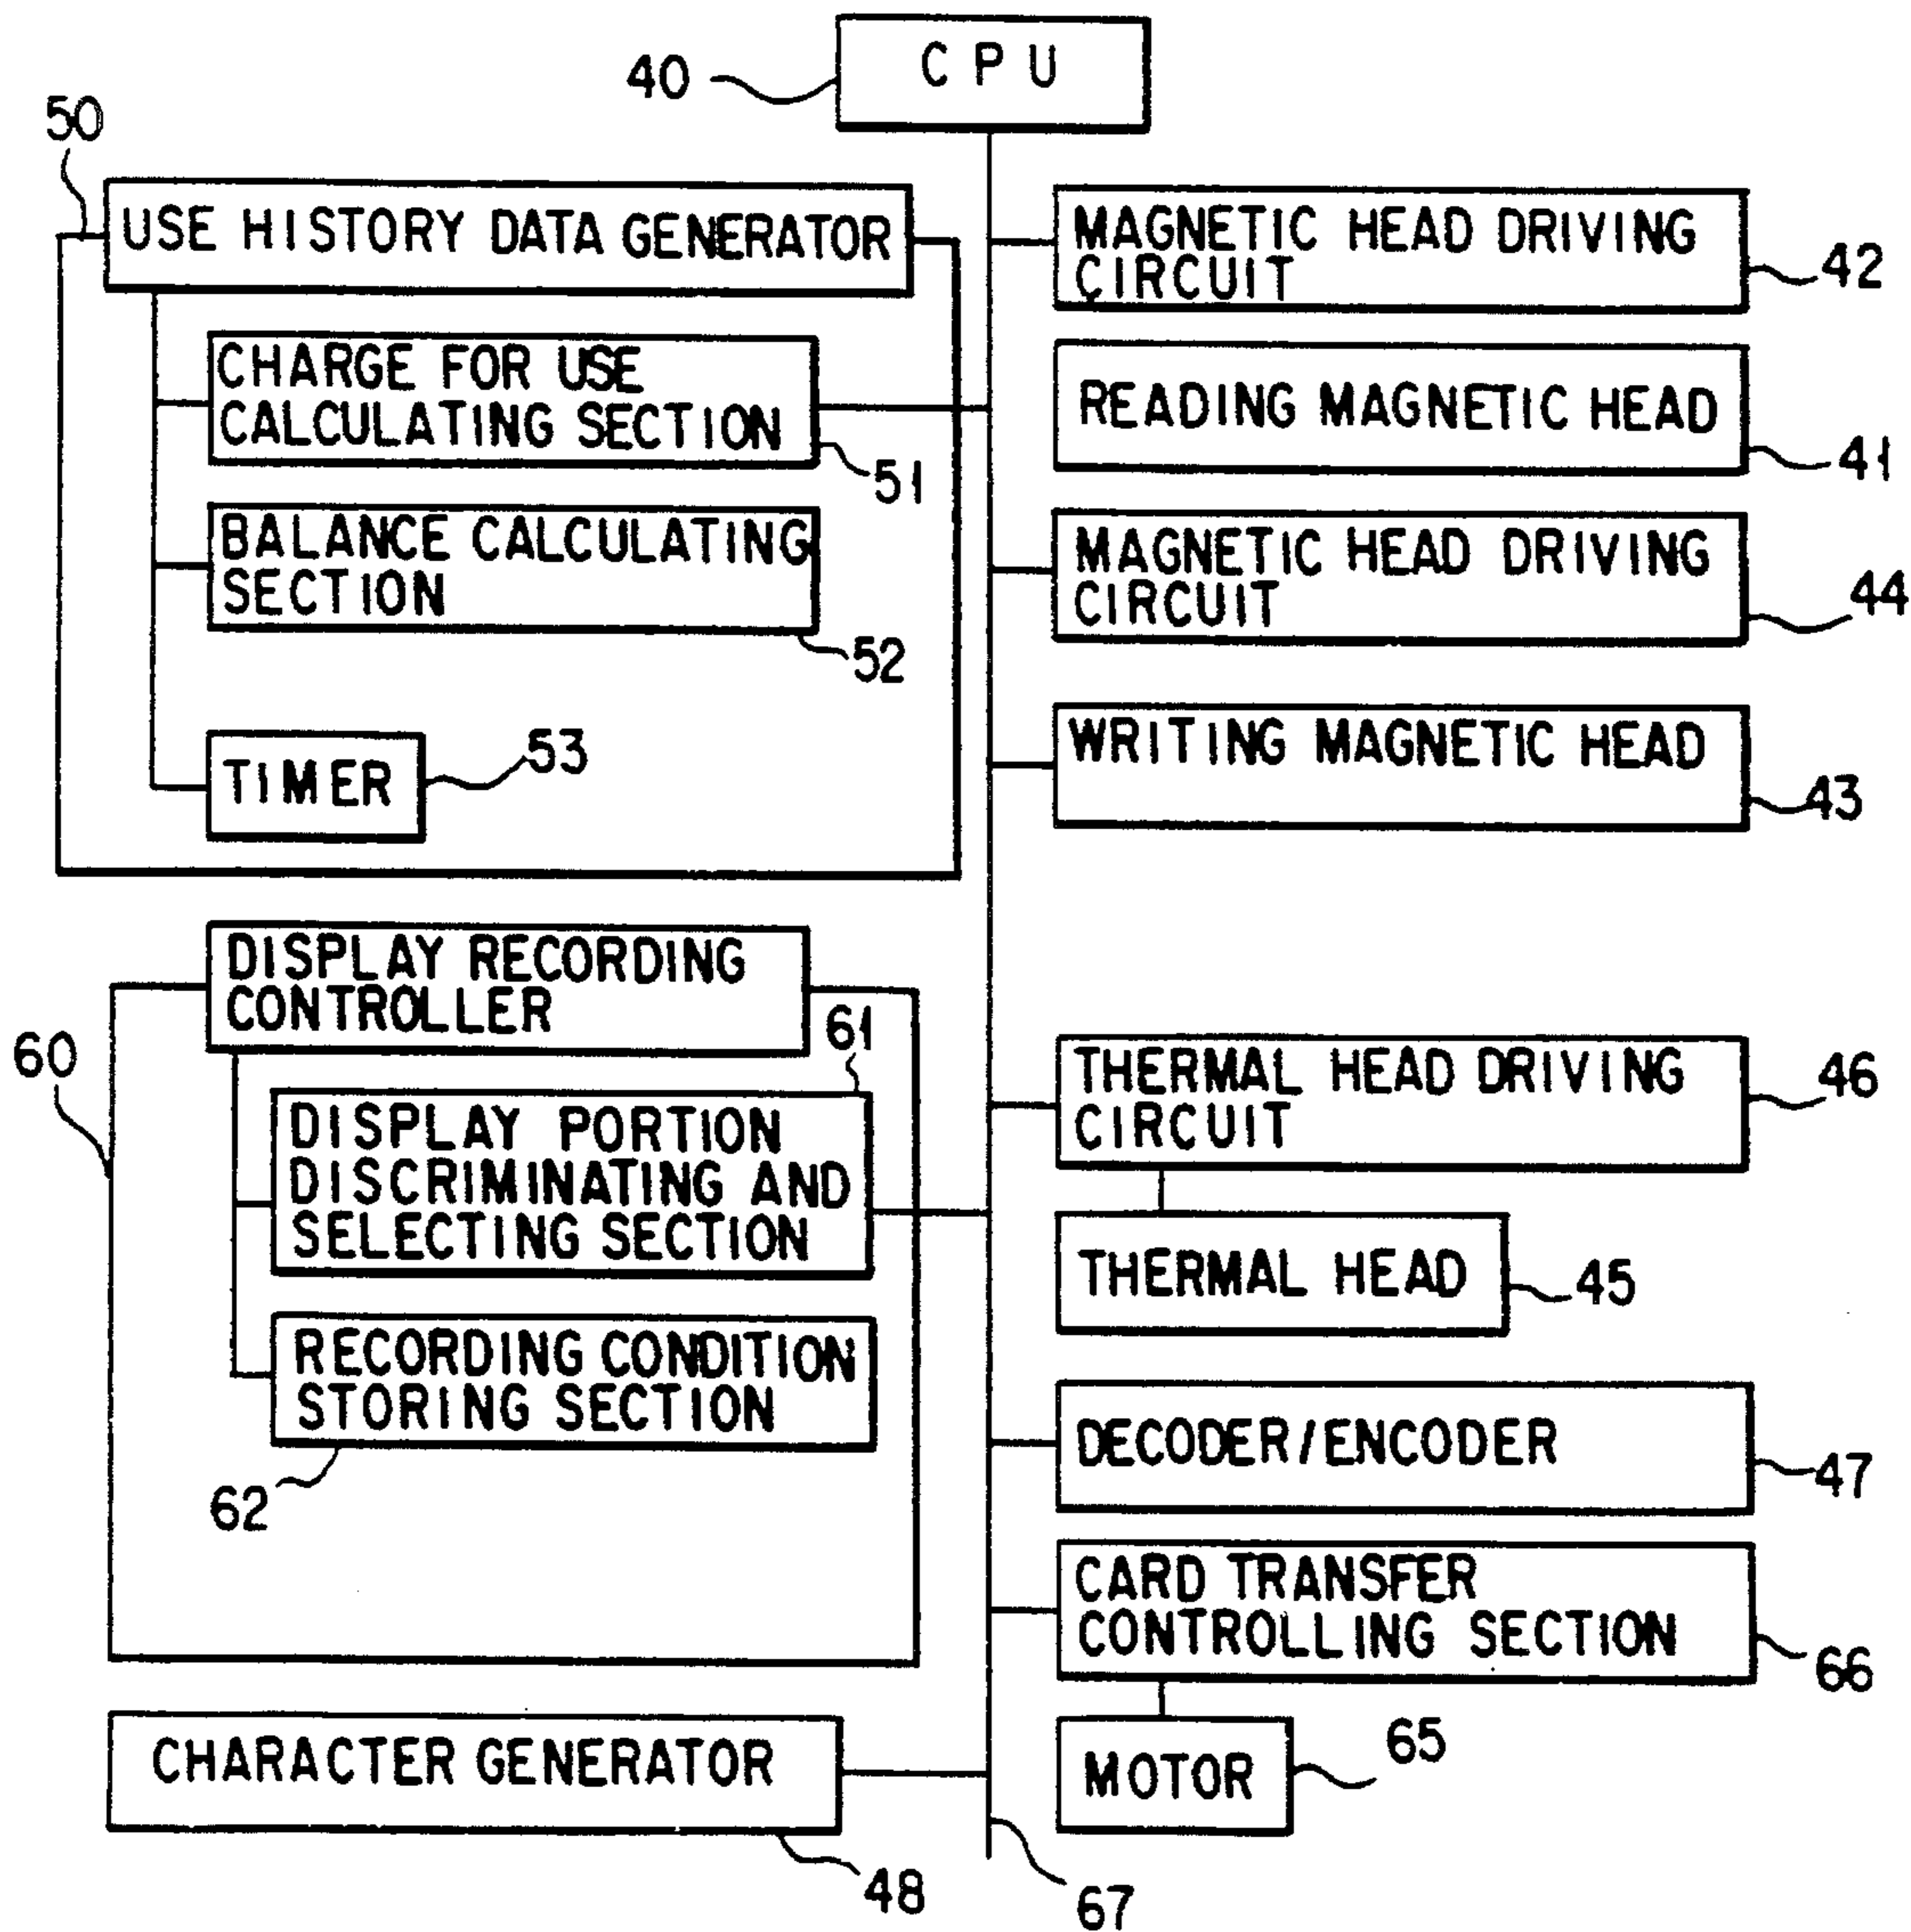 CPU
40
50
USE HISTORY DATA GENERATOR
CHARGE FOR USE
CALCULATING SECTION
51
BALANCE CALCULATING
SECTION
52
TIMER
53
MAGNETIC HEAD DRIVING
CIRCUIT
42
READING MAGNETIC HEAD
41
MAGNETIC HEAD DRIVING
CIRCUIT
44
WRITING MAGNETIC HEAD
43
DISPLAY RECORDING
CONTROLLER
60
61
DISPLAY PORTION
DISCRIMINATING AND
SELECTING SECTION
RECORDING CONDITION
STORING SECTION
62
THERMAL HEAD DRIVING
CIRCUIT
46
THERMAL HEAD
45
DECODER/ENCODER
47
CARD TRANSFER
CONTROLLING SECTION
66
MOTOR
65
CHARACTER GENERATOR
48
67